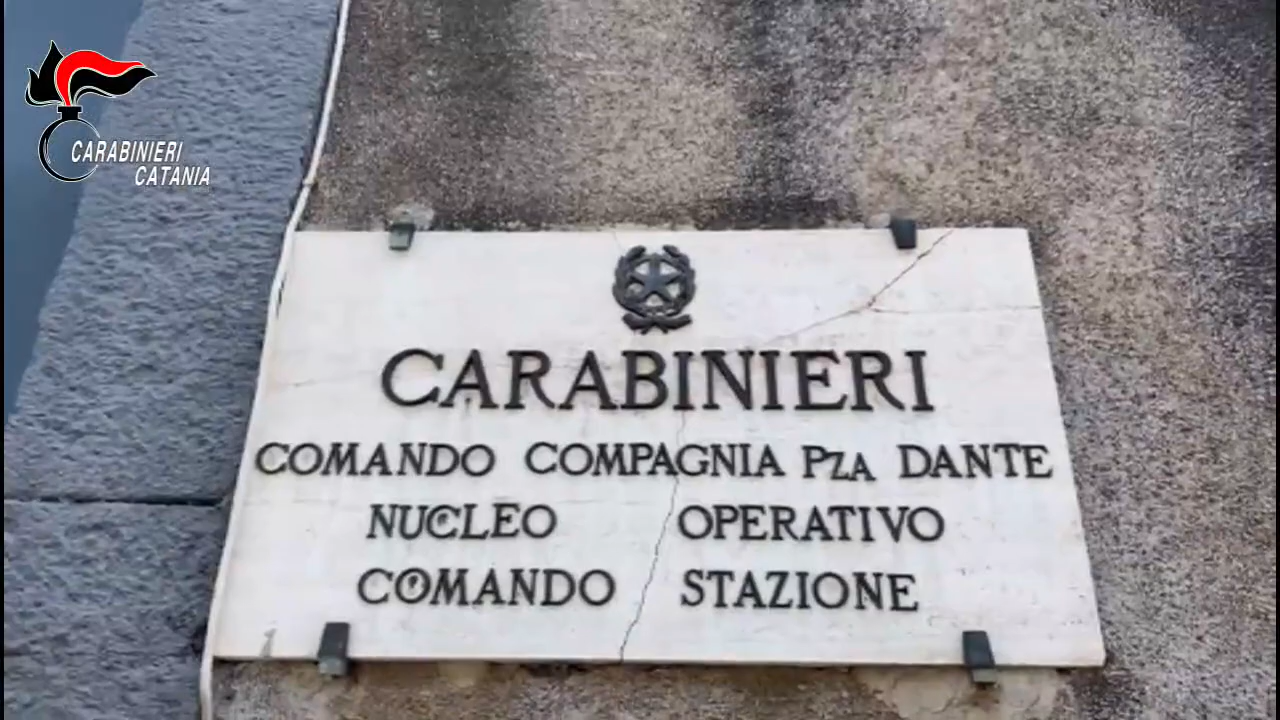 CARABINIERI
CATANIA
CARABINIERI
COMANDO COMPAGNIA PZA DANTE
NUCLEO OPERATIVO
COMANDO STAZIONE